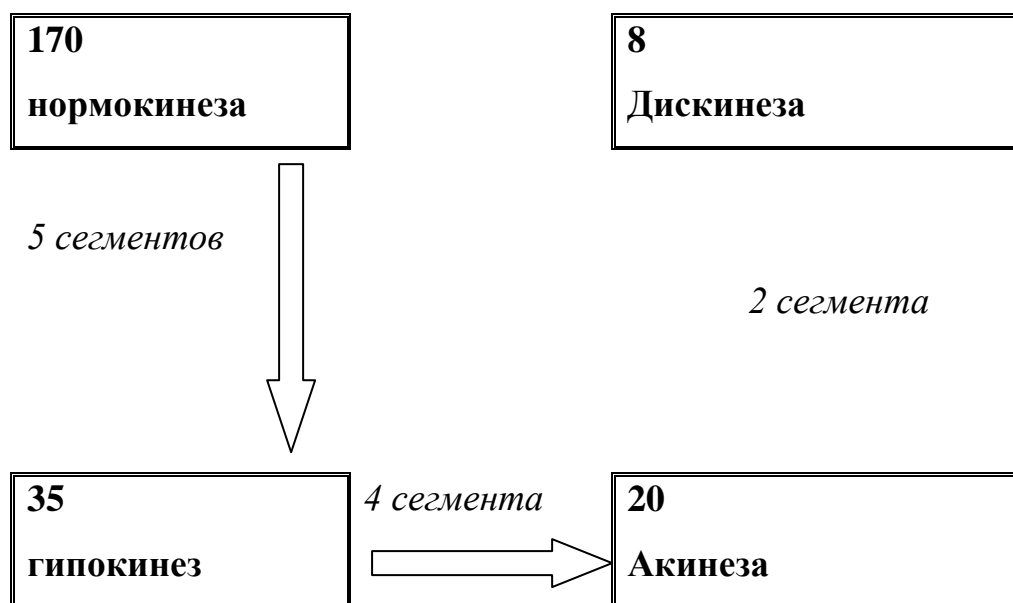 170
нормокинеза
8
Дискинеза
5 сегментов
2 сегмента
35
гипокинез
4 сегмента
20
Акинеза